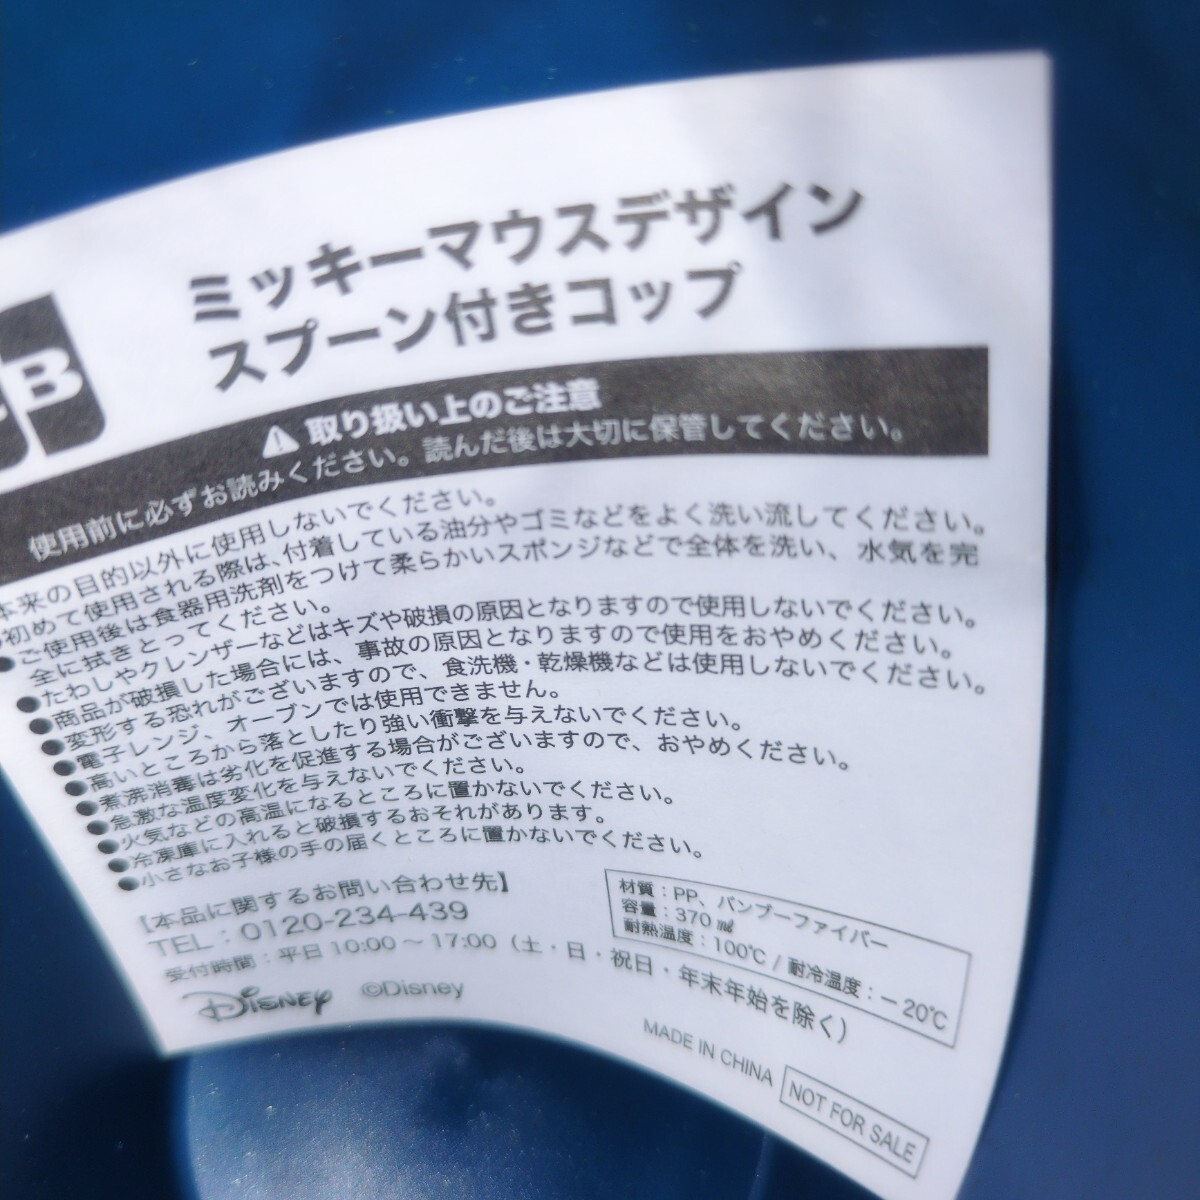 ミッキーマウスデザイン
スプーン付きコップ
B
取り扱い上のご注意
使用前に必ずお読みください。読んだ後は大切に保管してください。
本来の目的以外に使用しないでください。
初めて使用される際は、付着している油分やゴミなどをよく洗い流してください。
●ご使用後は食器用洗剤をつけて柔らかいスポンジなどで全体を洗い、水気を完
全に拭きとってください。
●たわしやクレンザーなどはキズや破損の原因となりますので使用しないでください。
●商品が破損した場合には、事故の原因となりますので使用をおやめください。
●変形する恐れがございますので、食洗機・乾燥機などは使用しないでください。
●電子レンジ、オーブンでは使用できません。
●高いところから落としたり強い衝撃を与えないでください。
●煮沸消毒は劣化を促進する場合がございますので、おやめください。
●急激な温度変化を与えないでください。
●火気などの高温になるところに置かないでください。
●冷凍庫に入れると破損するおそれがあります。
●小さなお子様の手の届くところに置かないでください。
【本品に関するお問い合わせ先】
TEL：0120-234-439
受付時間：平日 10:00 〜 17:00（土・日・祝日・年末年始を除く）
材質：PP、バンブーファイバー
容量：370㎖
耐熱温度：100℃ / 耐冷温度：−20℃
Disney ©Disney
MADE IN CHINA
NOT FOR SALE